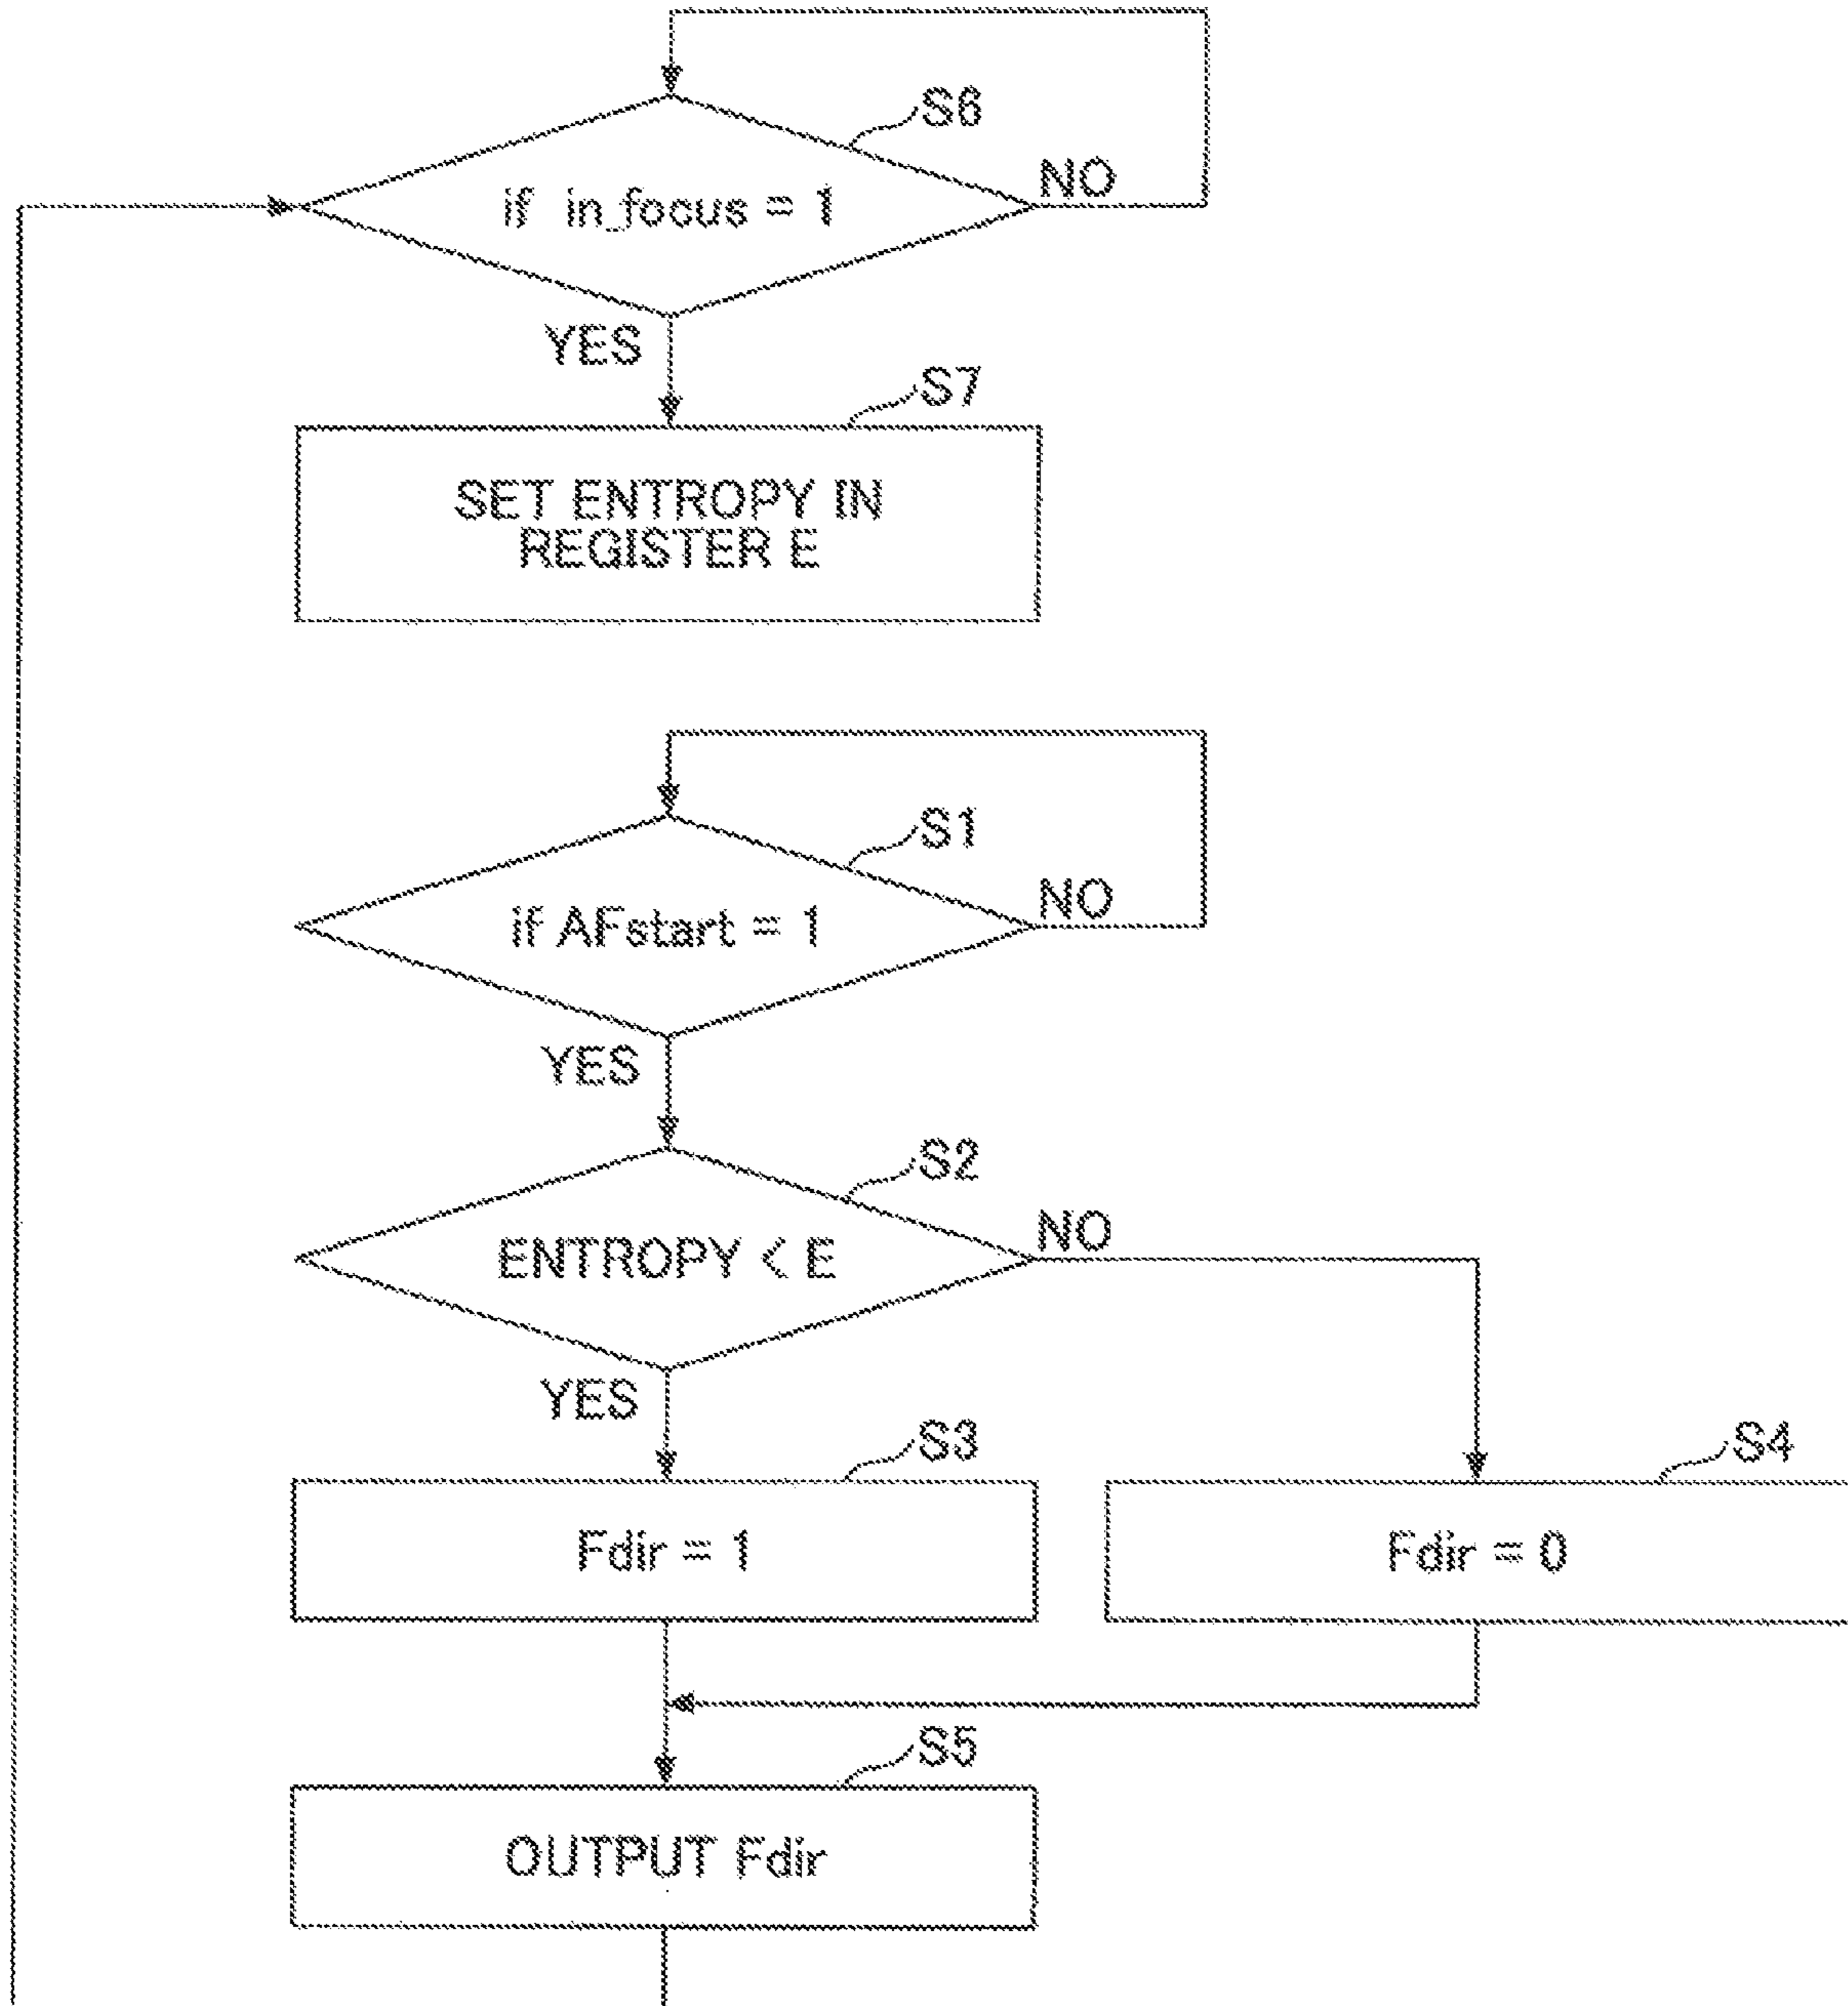 S6
if in_focus = 1
NO
YES
S7
SET ENTROPY IN
REGISTER E
S1
if AFstart = 1
NO
YES
S2
ENTROPY < E
NO
YES
S3
S4
Fdir = 1
Fdir = 0
S5
OUTPUT Fdir